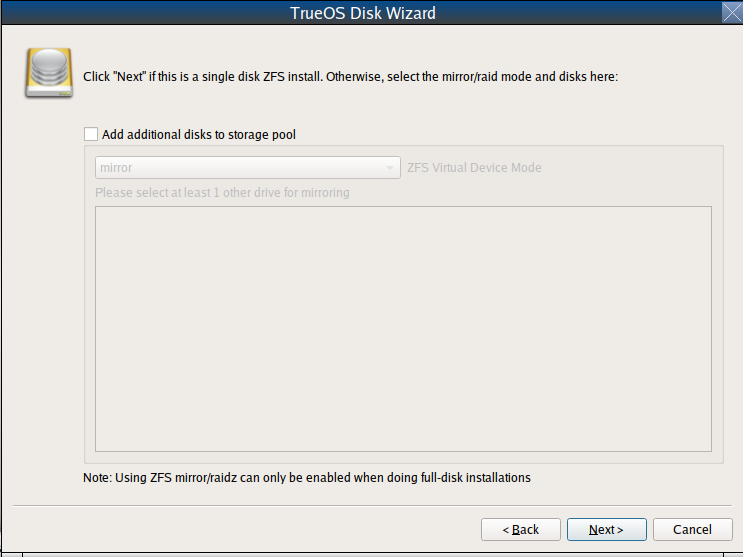 TrueOS Disk Wizard
Click "Next" if this is a single disk ZFS install. Otherwise, select the mirror/raid mode and disks here:
Add additional disks to storage pool
mirror ZFS Virtual Device Mode
Please select at least 1 other drive for mirroring
Note: Using ZFS mirror/raidz can only be enabled when doing full-disk installations
< Back Next > Cancel